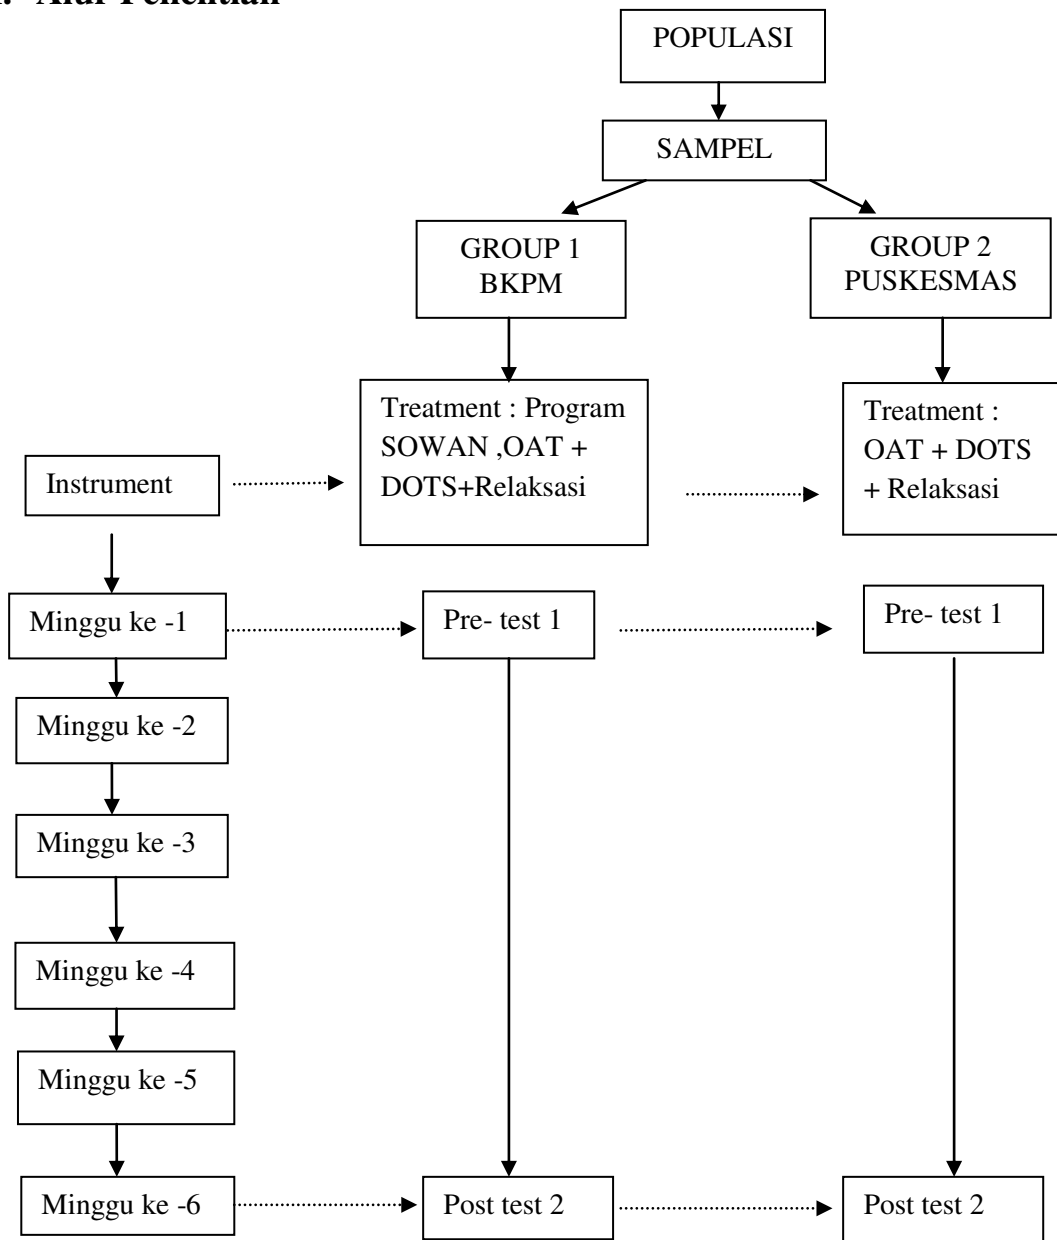 Alur Penelitian
POPULASI
SAMPEL
GROUP 1
BKPM
GROUP 2
PUSKESMAS
Treatment : Program
SOWAN ,OAT +
DOTS+Relaksasi
Treatment :
OAT + DOTS
+ Relaksasi
Instrument
Minggu ke -1
Pre- test 1
Pre- test 1
Minggu ke -2
Minggu ke -3
Minggu ke -4
Minggu ke -5
Minggu ke -6
Post test 2
Post test 2